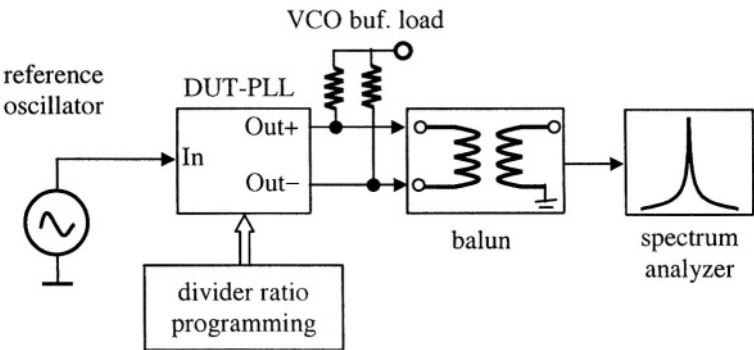 VCO buf. load
reference
oscillator
DUT-PLL
Out+
In
Out−
balun
spectrum
analyzer
divider ratio
programming